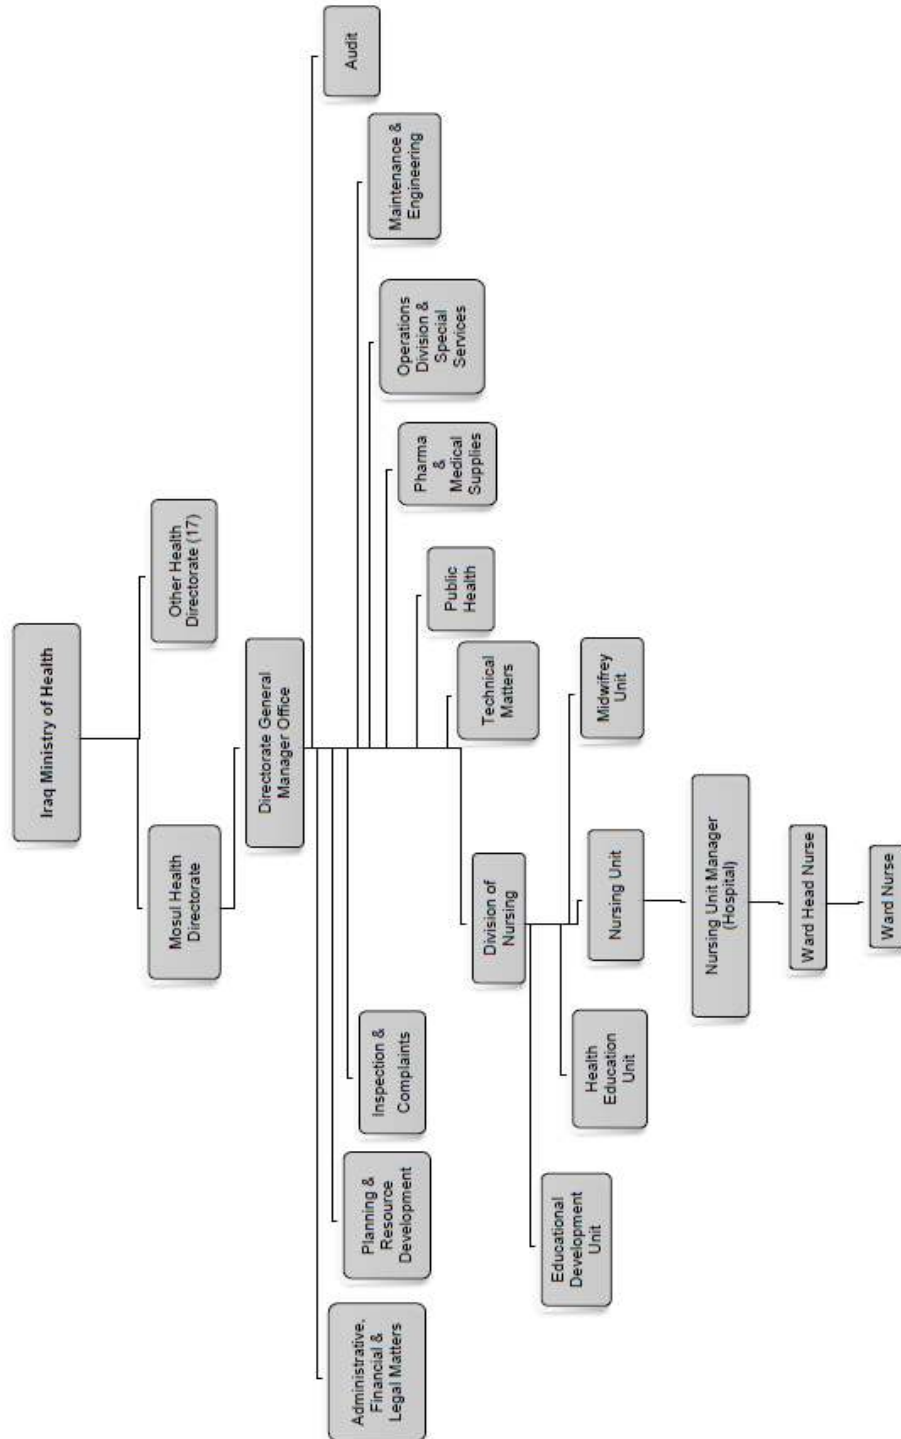 Iraq Ministry of Health
Mosul Health
Directorate
Other Health
Directorate (17)
Directorate General
Manager Office
Administrative,
Financial &
Legal Matters
Planning &
Resource
Development
Inspection &
Complaints
Division of
Nursing
Technical
Matters
Public
Health
Pharma
&
Medical
Supplies
Operations
Division &
Special
Services
Maintenance &
Engineering
Audit
Educational
Development
Unit
Health
Education
Unit
Nursing Unit
Midwifrey
Unit
Nursing Unit Manager
(Hospital)
Ward Head Nurse
Ward Nurse